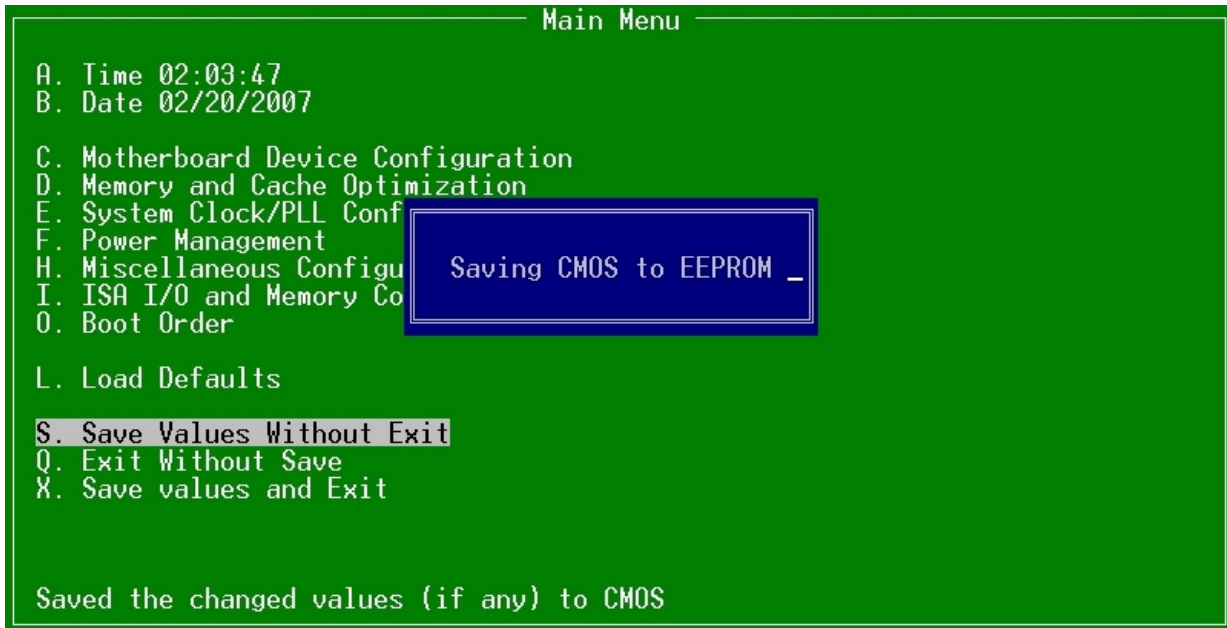 Main Menu
A. Time 02:03:47
B. Date 02/20/2007
C. Motherboard Device Configuration
D. Memory and Cache Optimization
E. System Clock/PLL Conf
F. Power Management
H. Miscellaneous Configu
I. ISA I/O and Memory Co
O. Boot Order
Saving CMOS to EEPROM _
L. Load Defaults
S. Save Values Without Exit
Q. Exit Without Save
X. Save values and Exit
Saved the changed values (if any) to CMOS